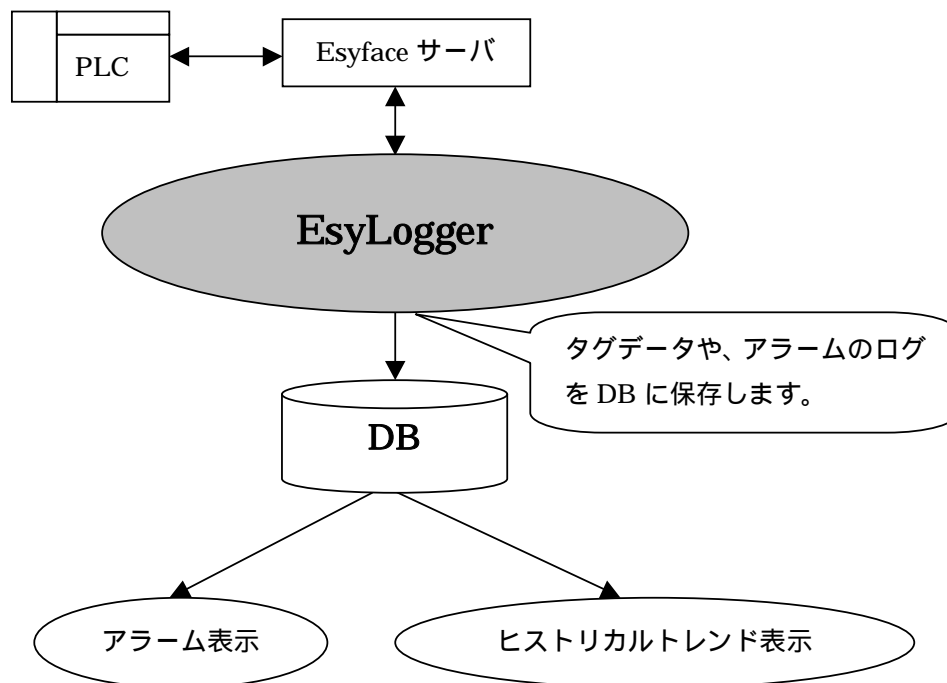 PLC
Esyface サーバ
EsyLogger
タグデータや、アラームのログ
を DB に保存します。
DB
アラーム表示
ヒストリカルトレンド表示